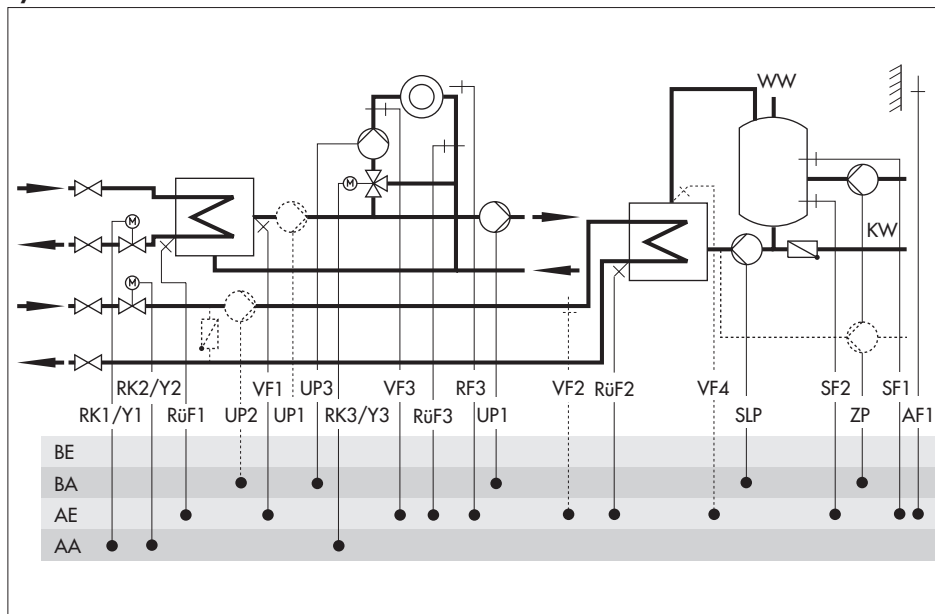 WW
KW
RK2/Y2 VF1 UP3 VF3 RF3 VF2 RüF2 VF4 SF2 SF1
RK1/Y1 RüF1 UP2 UP1 RK3/Y3 RüF3 UP1 SLP ZP AF1
M
M
M
BE
BA
AE
AA